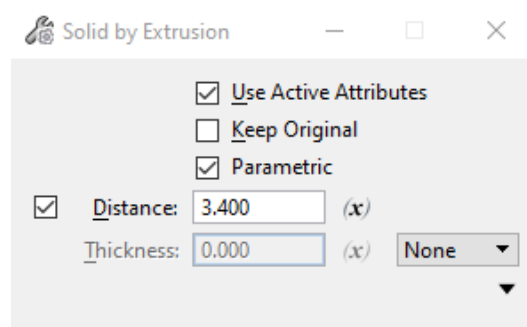 Solid by Extrusion
Use Active Attributes
Keep Original
Parametric
Distance: 3.400 (x)
Thickness: 0.000 (x) None